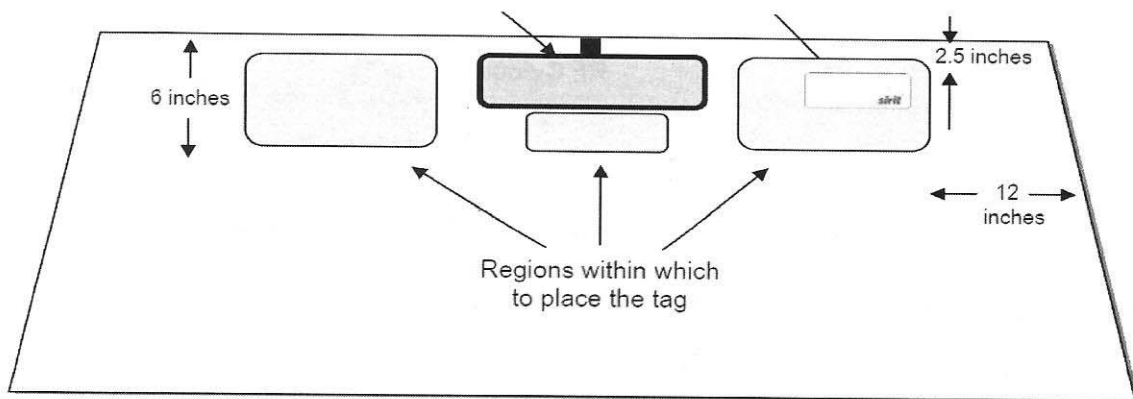 6 inches
sirit
2.5 inches
12
inches
Regions within which
to place the tag